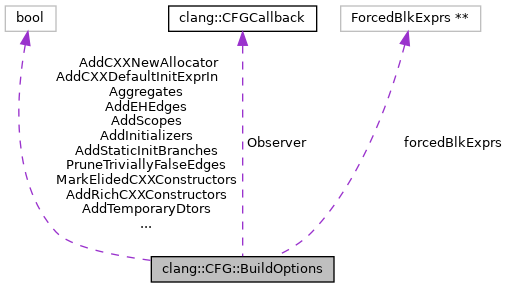 bool
clang::CFGCallback
ForcedBlkExprs **
AddCXXNewAllocator
AddCXXDefaultInitExprIn
Aggregates
AddEHEdges
AddScopes
AddInitializers
AddStaticInitBranches
PruneTriviallyFalseEdges
MarkElidedCXXConstructors
AddRichCXXConstructors
AddTemporaryDtors
...
Observer
forcedBlkExprs
clang::CFG::BuildOptions